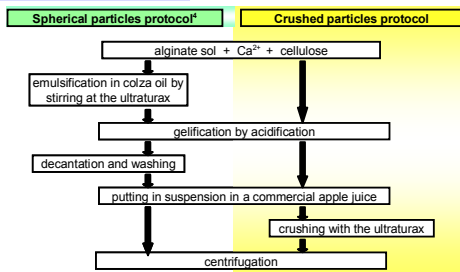 Spherical particles protocol⁴
Crushed particles protocol
alginate sol + Ca²⁺ + cellulose
emulsification in colza oil by
stirring at the ultraturax
gelification by acidification
decantation and washing
putting in suspension in a commercial apple juice
crushing with the ultraturax
centrifugation